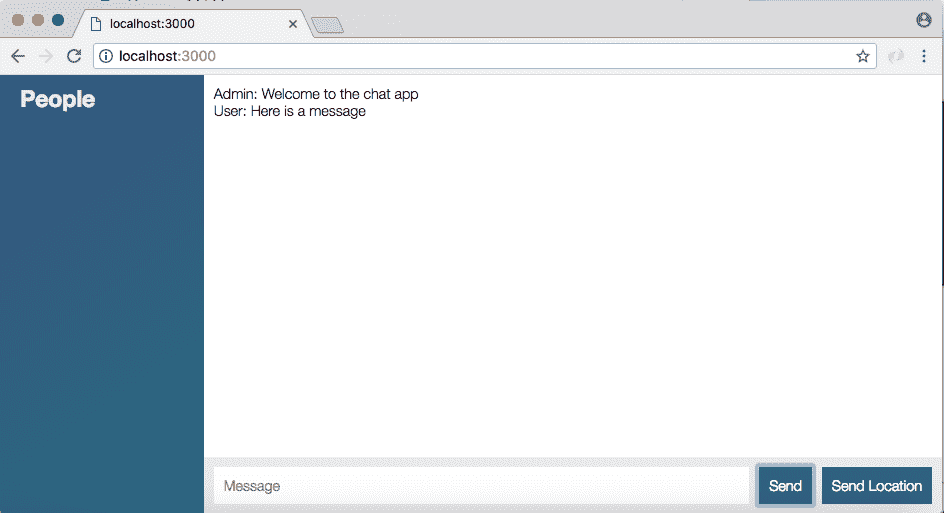 localhost:3000
localhost:3000
People
Admin: Welcome to the chat app
User: Here is a message
Message
Send
Send Location